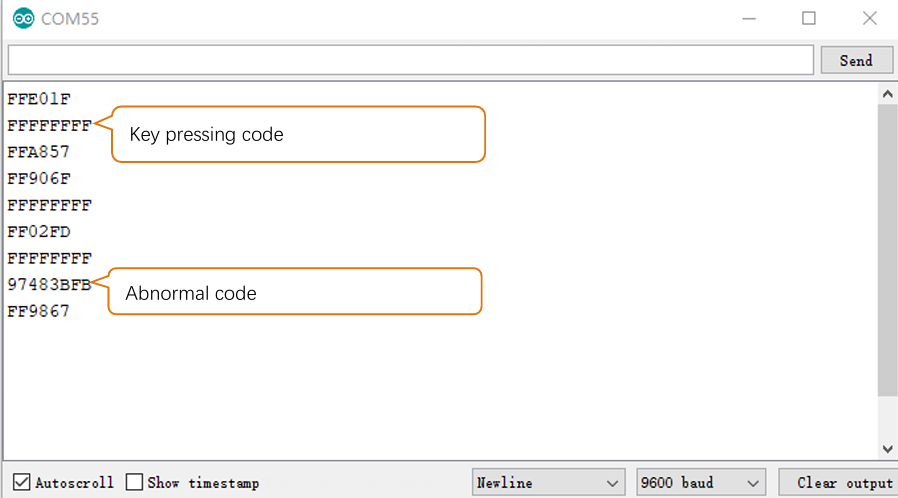 COM55
Send
FFE01F
FFFFFFFF
Key pressing code
FFA857
FF906F
FFFFFFFF
FF02FD
FFFFFFFF
97483BFB
Abnormal code
FF9867
Autoscroll Show timestamp Newline 9600 baud Clear output